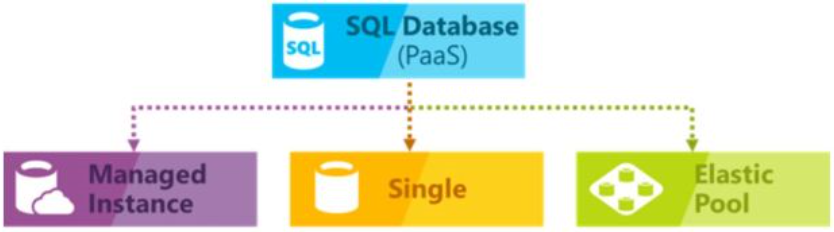 SQL
SQL Database
(PaaS)
Managed
Instance
Single
Elastic
Pool